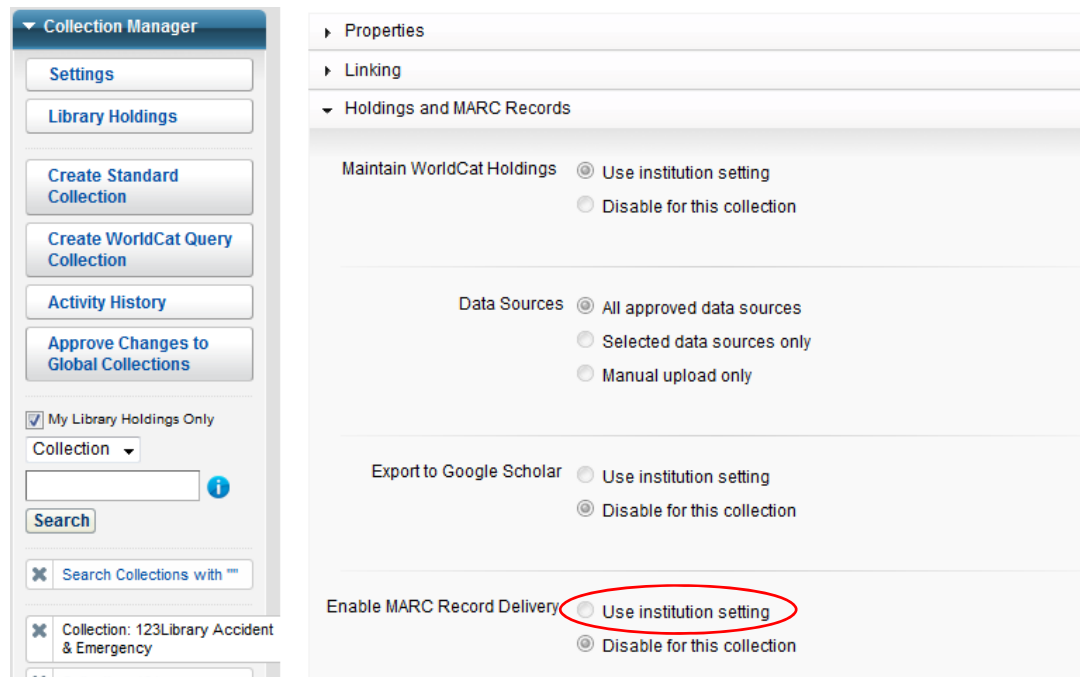 Collection Manager
Settings
Library Holdings
Create Standard
Collection
Create WorldCat Query
Collection
Activity History
Approve Changes to
Global Collections
My Library Holdings Only
Collection
Search
Search Collections with ""
Collection: 123Library Accident
& Emergency
Properties
Linking
Holdings and MARC Records
Maintain WorldCat Holdings
Use institution setting
Disable for this collection
Data Sources
All approved data sources
Selected data sources only
Manual upload only
Export to Google Scholar
Use institution setting
Disable for this collection
Enable MARC Record Delivery
Use institution setting
Disable for this collection